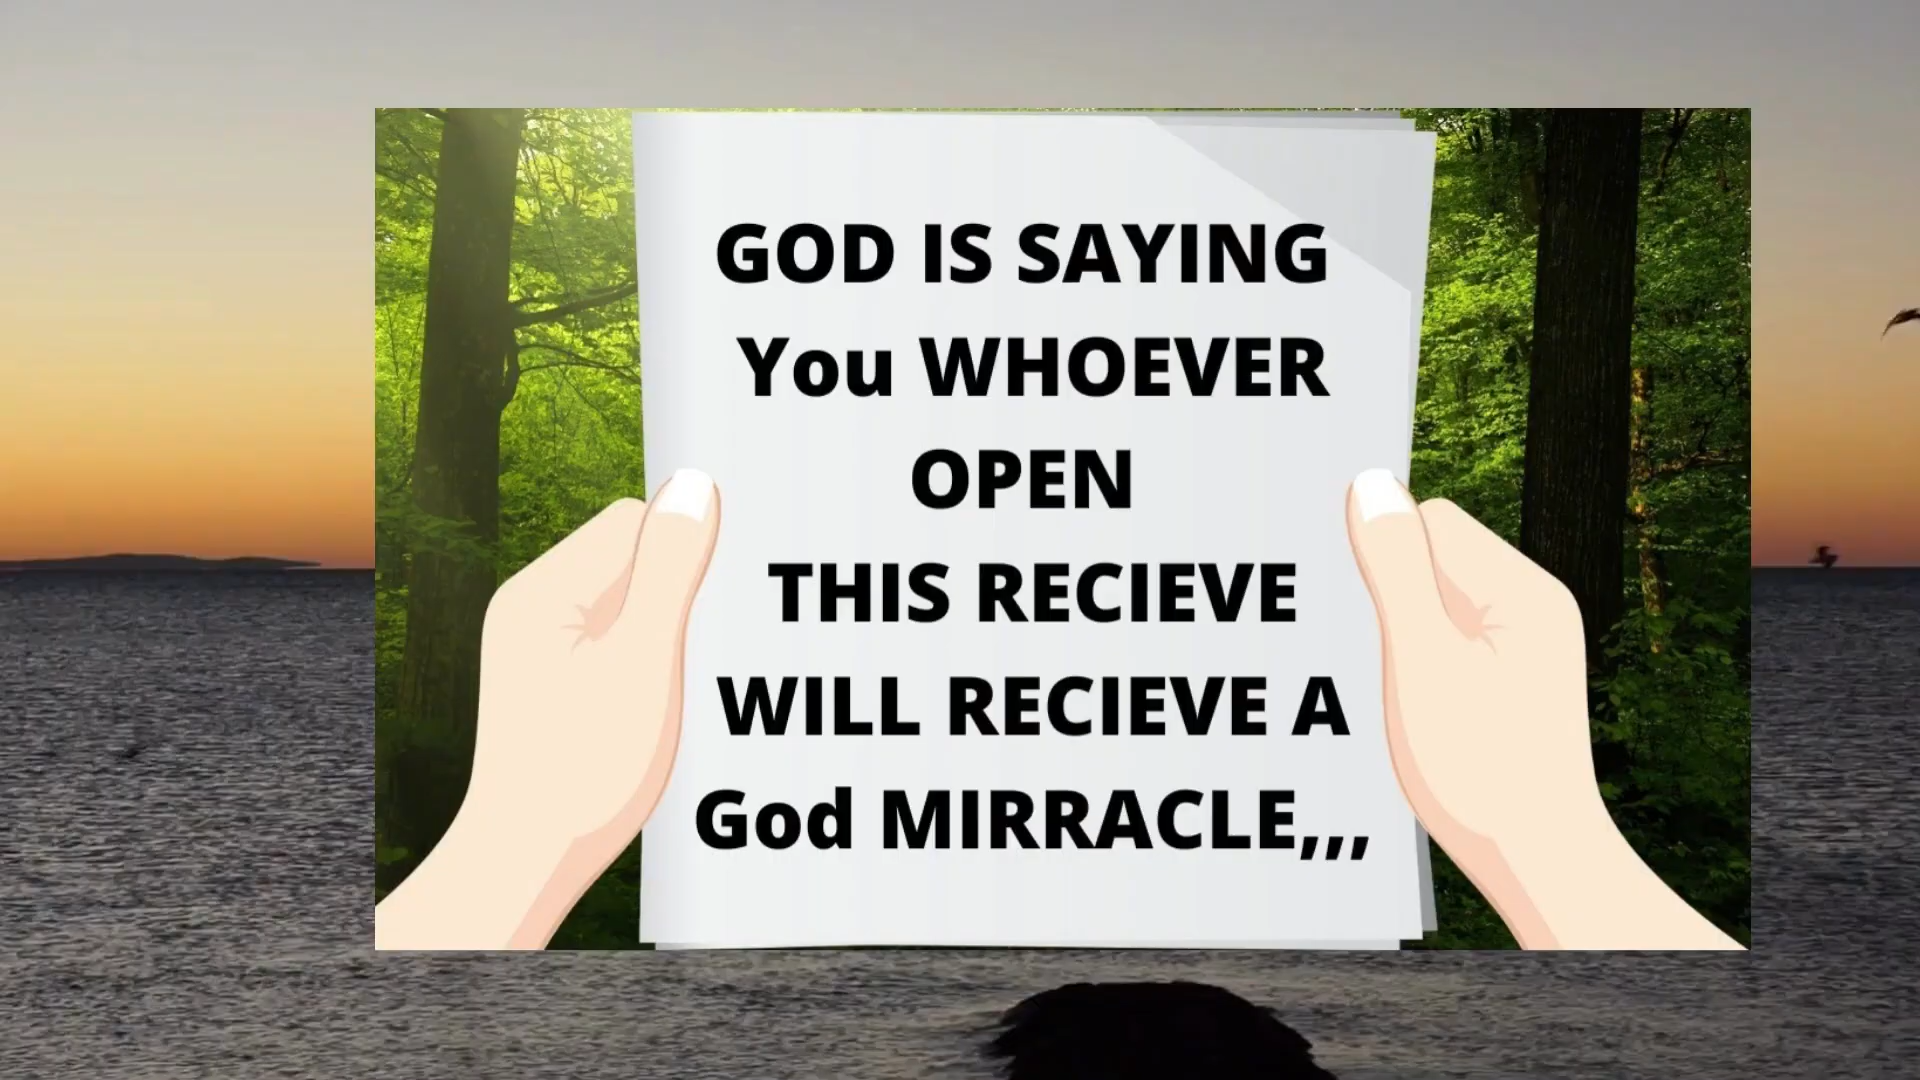 GOD IS SAYING
You WHOEVER
OPEN
THIS RECIEVE
WILL RECIEVE A
God MIRRACLE,,,